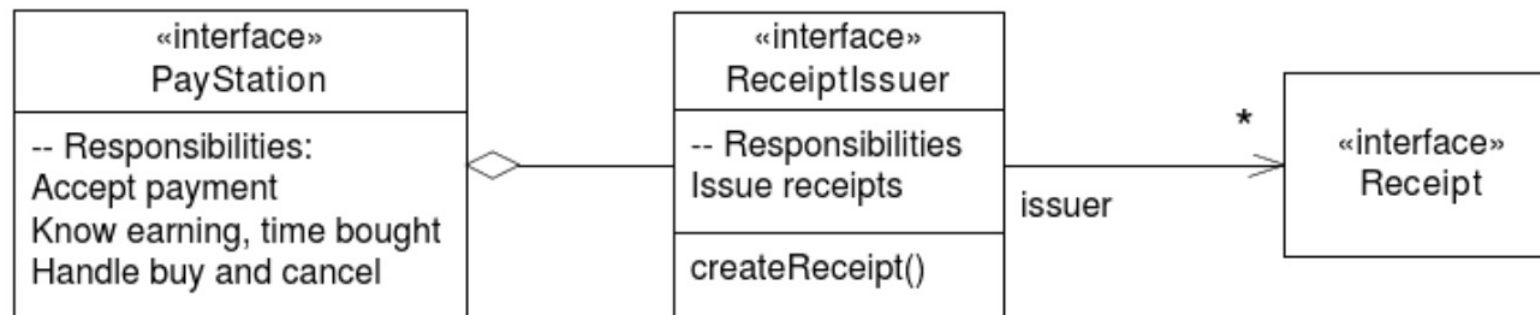 «interface»
PayStation
-- Responsibilities:
Accept payment
Know earning, time bought
Handle buy and cancel
«interface»
ReceiptIssuer
-- Responsibilities
Issue receipts
createReceipt()
issuer
*
«interface»
Receipt